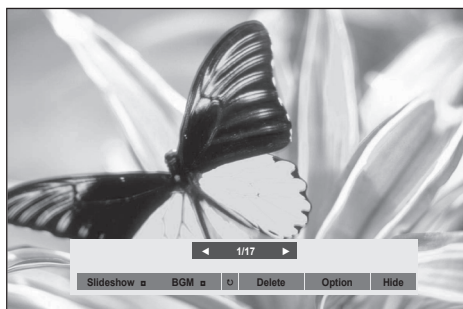 ◄ 1/17 ►
Slideshow ◘ BGM ◘ ↻ Delete Option Hide